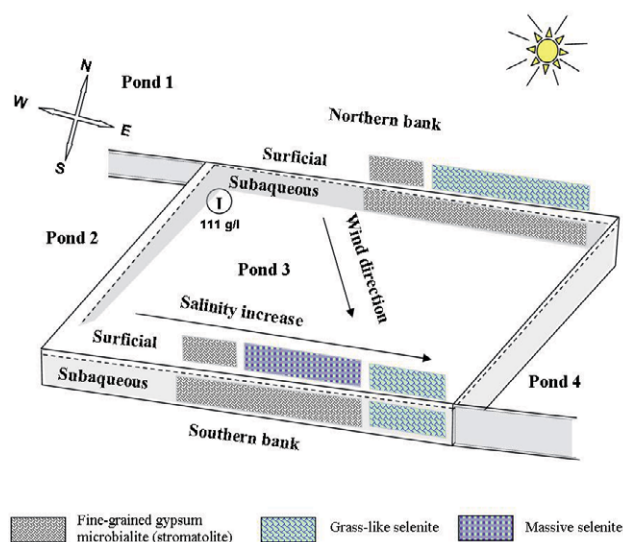 Pond 1
N
W
E
S
Northern bank
Surficial
Subaqueous
I
111 g/l
Pond 2
Wind direction
Pond 3
Salinity increase
Surficial
Subaqueous
Pond 4
Southern bank
Fine-grained gypsum
microbialite (stromatolite)
Grass-like selenite
Massive selenite